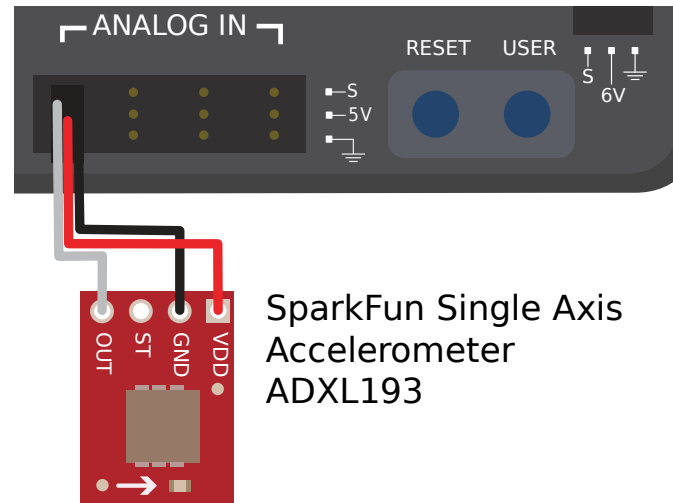 ANALOG IN
RESET USER
S
5V
S
6V
OUT
ST
GND
VDD
SparkFun Single Axis
Accelerometer
ADXL193